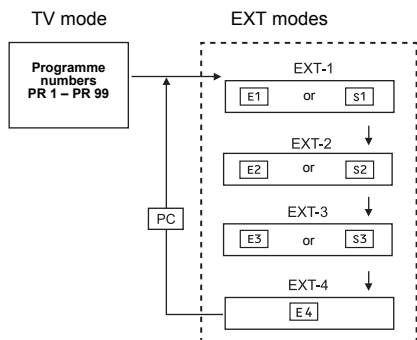 TV mode
EXT modes
Programme
numbers
PR 1 – PR 99
EXT-1
E1 or S1
EXT-2
E2 or S2
EXT-3
E3 or S3
PC
EXT-4
E4